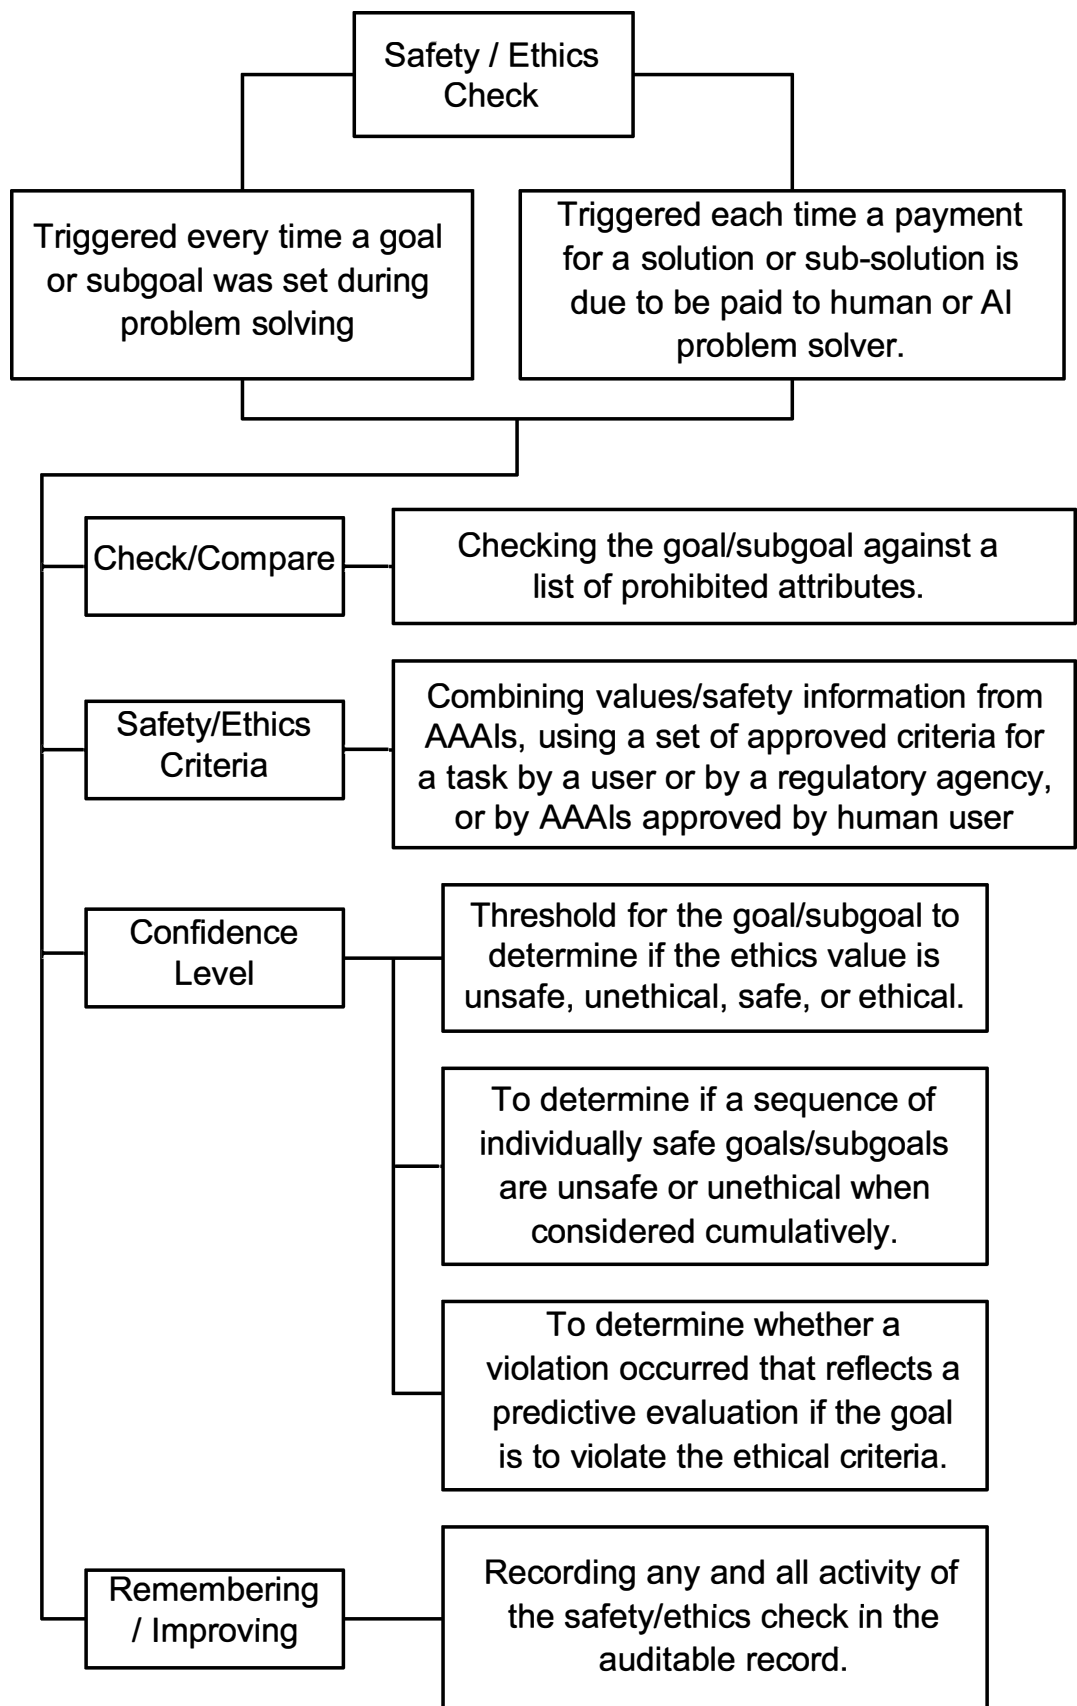 Safety / Ethics
Check
Triggered every time a goal
or subgoal was set during
problem solving
Triggered each time a payment
for a solution or sub-solution is
due to be paid to human or AI
problem solver.
Check/Compare
Checking the goal/subgoal against a
list of prohibited attributes.
Safety/Ethics
Criteria
Combining values/safety information from
AAAIs, using a set of approved criteria for
a task by a user or by a regulatory agency,
or by AAAIs approved by human user
Confidence
Level
Threshold for the goal/subgoal to
determine if the ethics value is
unsafe, unethical, safe, or ethical.
To determine if a sequence of
individually safe goals/subgoals
are unsafe or unethical when
considered cumulatively.
To determine whether a
violation occurred that reflects a
predictive evaluation if the goal
is to violate the ethical criteria.
Remembering
/ Improving
Recording any and all activity of
the safety/ethics check in the
auditable record.